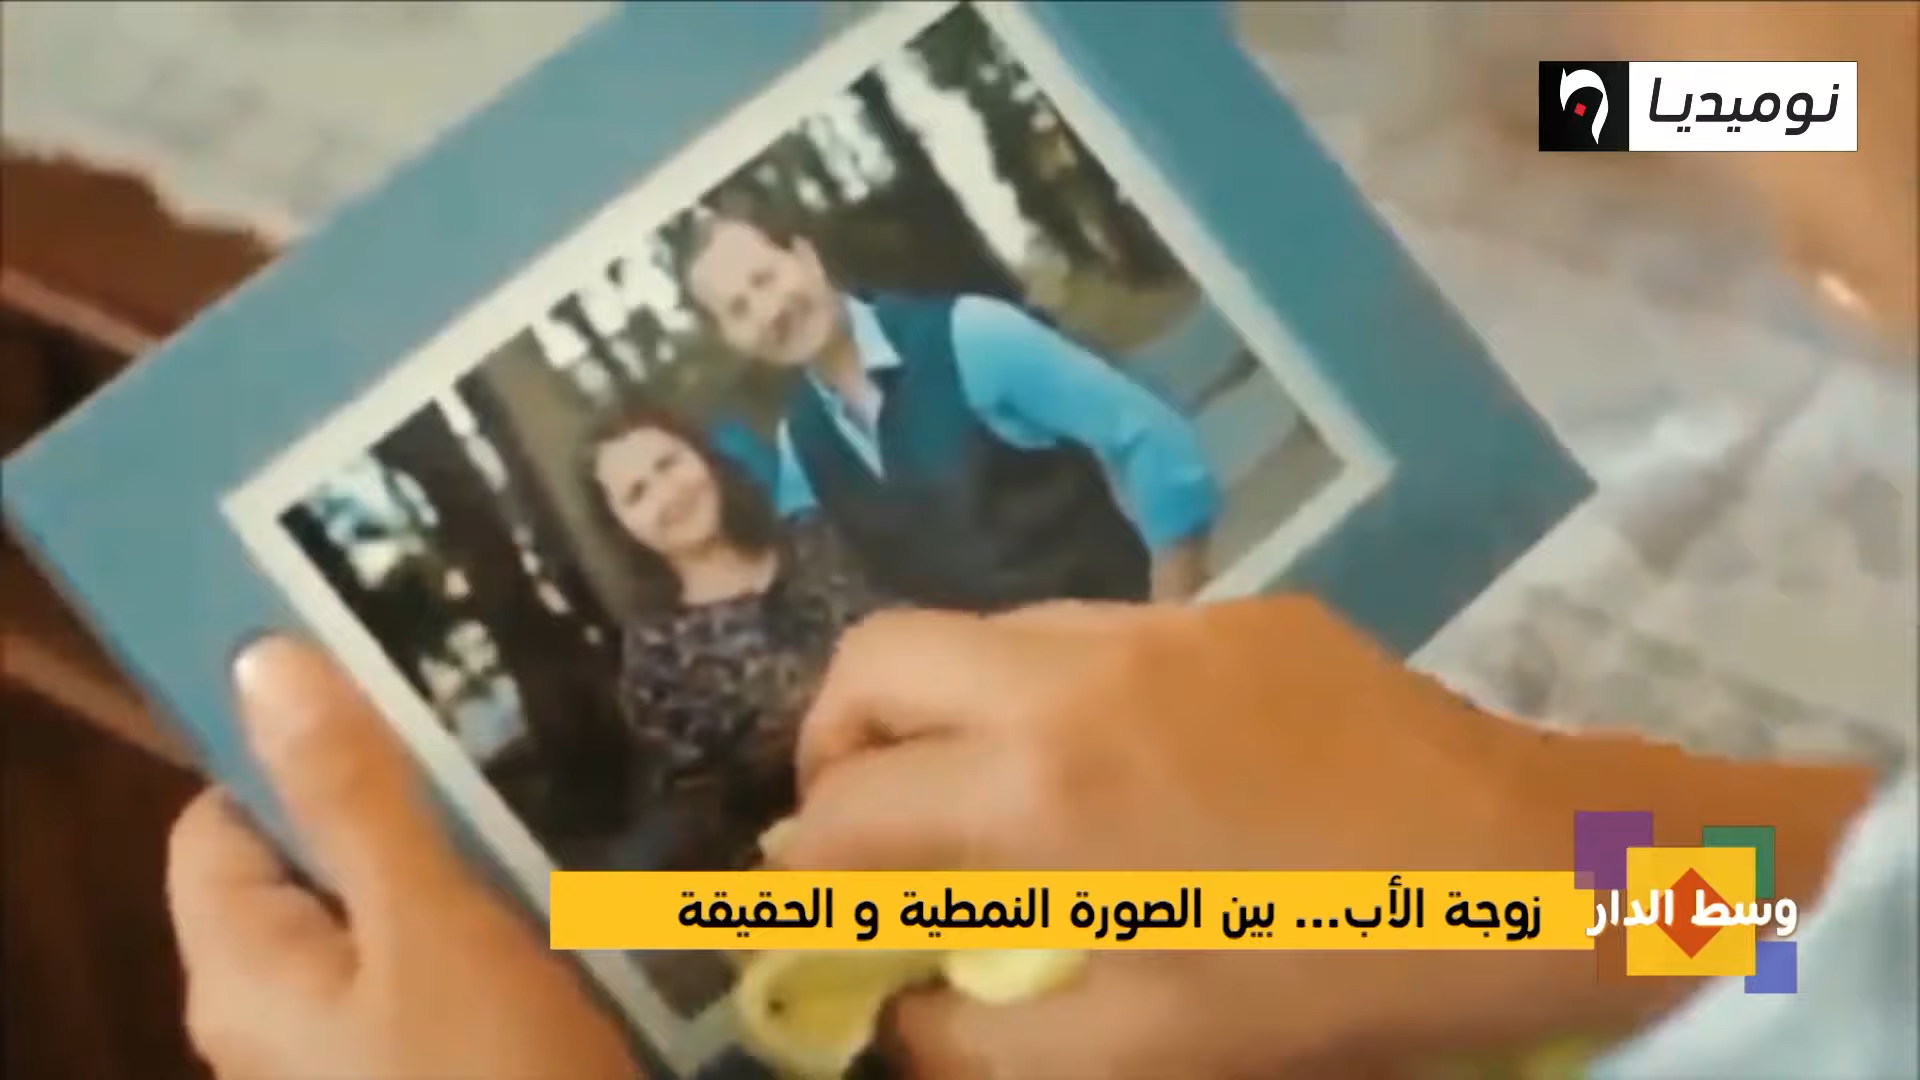 نوميديا
زوجة الأب... بين الصورة النمطية و الحقيقة
وسط الدار